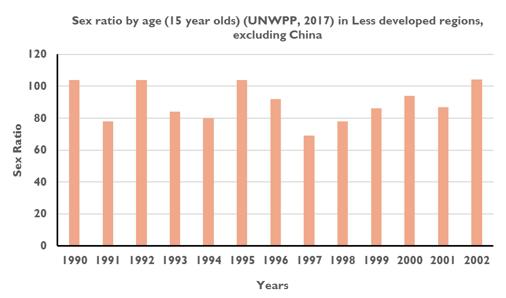 Sex ratio by age (15 year olds) (UNWPP, 2017) in Less developed regions,
excluding China
120
100
80
60
40
20
0
Sex Ratio
1990 1991 1992 1993 1994 1995 1996 1997 1998 1999 2000 2001 2002
Years